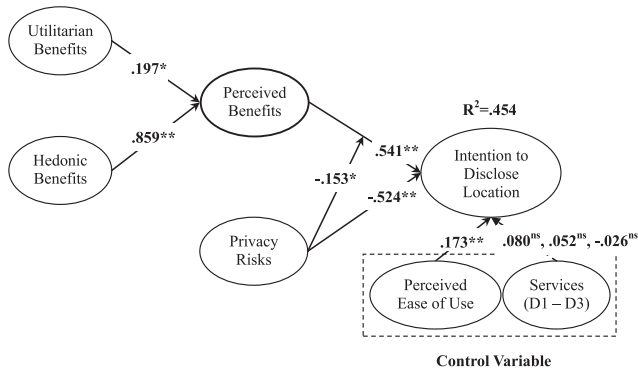 Utilitarian
Benefits
.197*
Perceived
Benefits
.859**
Hedonic
Benefits
R²=.454
.541**
Intention to
Disclose
Location
-.153*
-.524**
Privacy
Risks
.173**
.080ⁿˢ, .052ⁿˢ, -.026ⁿˢ
Perceived
Ease of Use
Services
(D1 – D3)
Control Variable